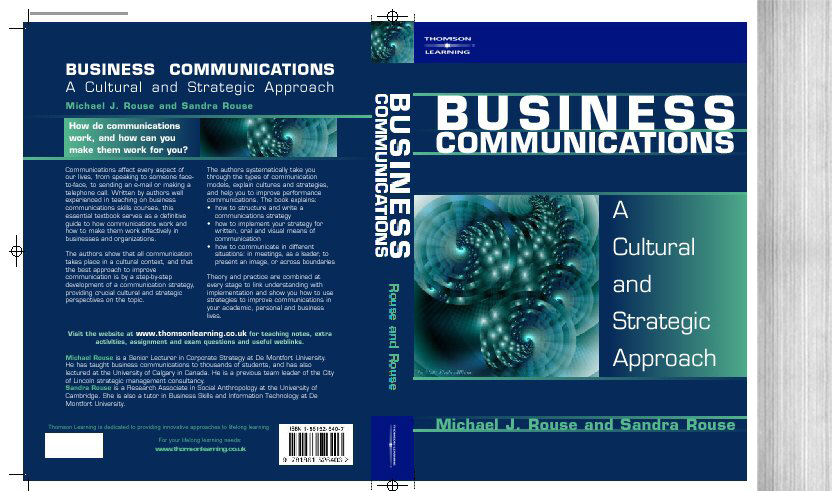 BUSINESS COMMUNICATIONS
A Cultural and Strategic Approach
Michael J. Rouse and Sandra Rouse
How do communications
work, and how can you
make them work for you?
Communications affect every aspect of
our lives, from speaking to someone face-
to-face, to sending an e-mail or making a
telephone call. Written by authors well
experienced in teaching on business
communications skills courses, this
essential textbook serves as a definitive
guide to how communications work and
how to make them work effectively in
businesses and organizations.
The authors show that all communication
takes place in a cultural context, and that
the best approach to improve
communication is by a step-by-step
development of a communication strategy,
providing crucial cultural and strategic
perspectives on the topic.
The authors systematically take you
through the types of communication
models, explain cultures and strategies,
and help you to improve performance
communications. The book explains:
• how to structure and write a
communications strategy
• how to implement your strategy for
written, oral and visual means of
communication
• how to communicate in different
situations: in meetings, as a leader; to
present an image, or across boundaries
Theory and practice are combined at
every stage to link understanding with
implementation and show you how to use
strategies to improve communications in
your academic, personal and business
lives.
Visit the website at www.thomsonlearning.co.uk for teaching notes, extra
activities, assignment and exam questions and useful weblinks.
Michael Rouse is a Senior Lecturer in Corporate Strategy at De Montfort University.
He has taught business communications to thousands of students, and has also
lectured at the University of Calgary in Canada. He is a previous team leader of the City
of Lincoln strategic management consultancy.
Sandra Rouse is a Research Associate in Social Anthropology at the University of
Cambridge. She is also a tutor in Business Skills and Information Technology at De
Montfort University.
Thomson Learning is dedicated to providing innovative approaches to lifelong learning
For your lifelong learning needs:
www.thomsonlearning.co.uk
ISBN 1-86152-540-7
9 781861 525406 >
BUSINESS
COMMUNICATIONS
Rouse and Rouse
THOMSON
LEARNING
THOMSON
LEARNING
BUSINESS
COMMUNICATIONS
A
Cultural
and
Strategic
Approach
Michael J. Rouse and Sandra Rouse